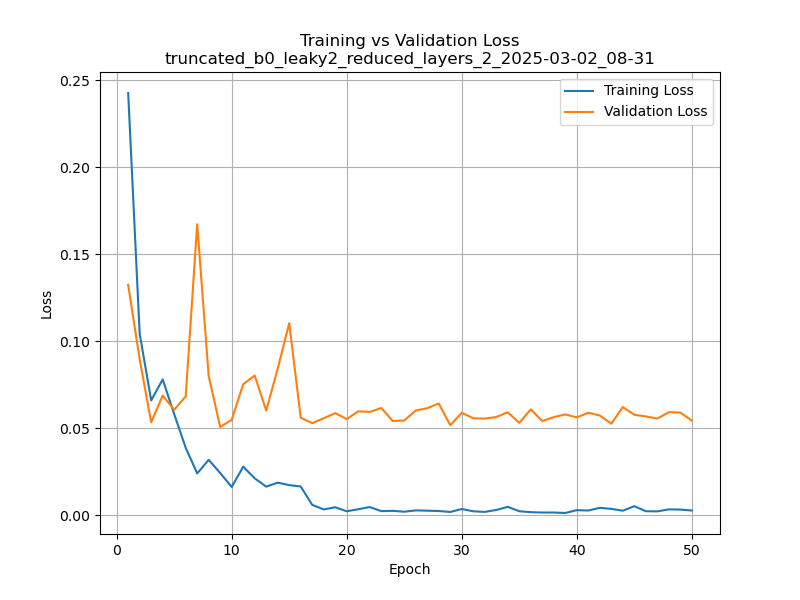 Training vs Validation Loss
truncated_b0_leaky2_reduced_layers_2_2025-03-02_08-31
Training Loss
Validation Loss
0.25
0.20
0.15
0.10
0.05
0.00
Loss
0 10 20 30 40 50
Epoch